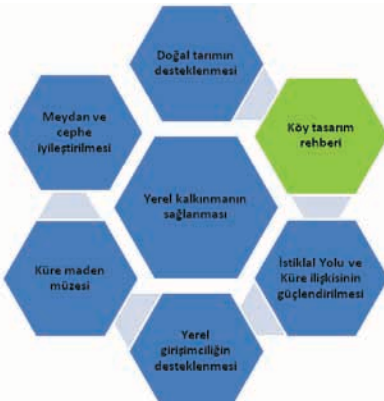 Doğal tarımın
desteklenmesi
Meydan ve
cephe
iyileştirilmesi
Köy tasarım
rehberi
Yerel kalkınmanın
sağlanması
Küre maden
müzesi
İstiklal Yolu ve
Küre ilişkisinin
güçlendirilmesi
Yerel
girişimciliğin
desteklenmesi